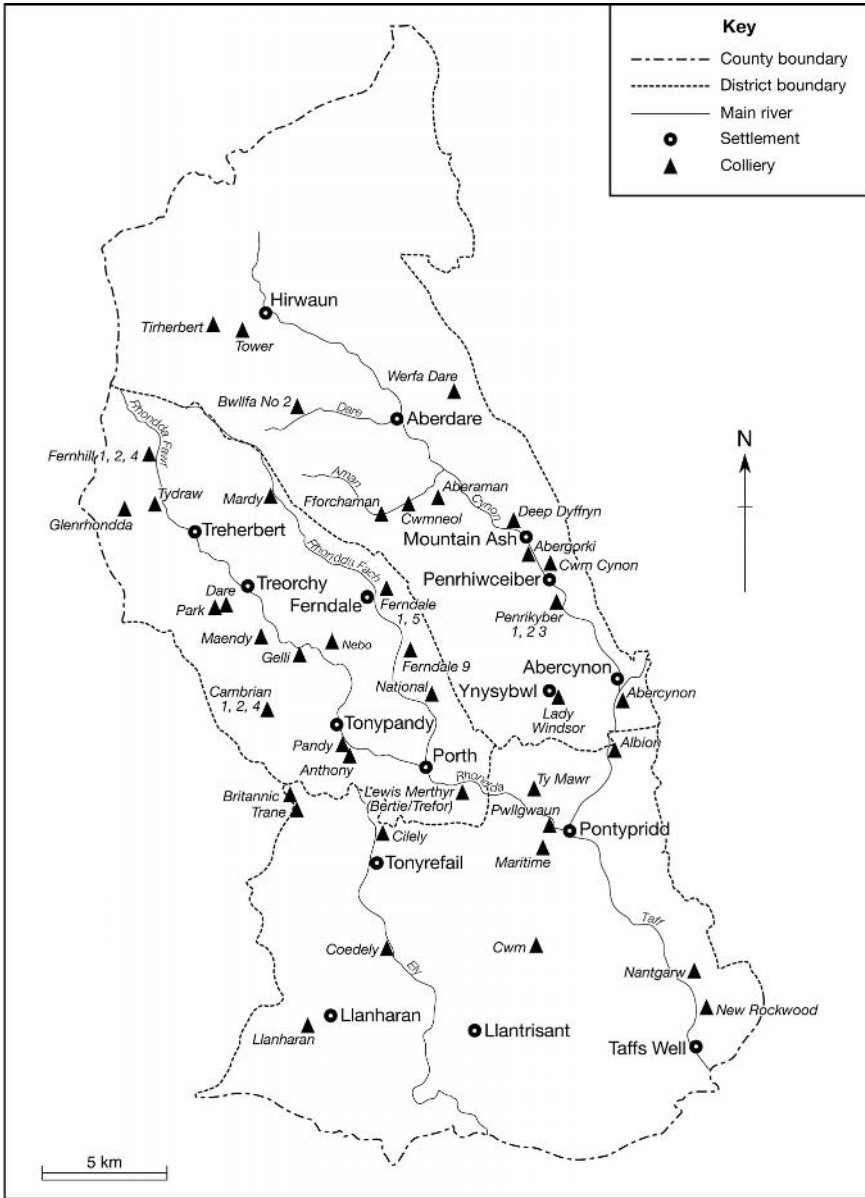 Key
County boundary
District boundary
Main river
Settlement
Colliery
Hirwaun
Tirherbert
Tower
Werfa Dare
Bwllfa No 2
Dare
Aberdare
Rhondda Fawr
Fernhill 1, 2, 4
Aman
Aberaman
Cynon
Tydraw
Mardy
Fforchaman
Cwmneol
Deep Dyffryn
Glenrhondda
Treherbert
Mountain Ash
Abergorki
Rhondda Fach
Cwm Cynon
Penrhiwceiber
Treorchy
Dare
Park
Ferndale
Ferndale
1, 5
Penrikyber
1, 2 3
Maendy
Nebo
Gelli
Ferndale 9
Abercynon
Ynysybwl
National
Cambrian
1, 2, 4
Lady
Windsor
Abercynon
Tonypandy
Pandy
Anthony
Porth
Albion
Rhondda
Ty Mawr
Britannic
Trane
Lewis Merthyr
(Bertie/Trefor)
Pwllgwaun
Pontypridd
Cilely
Maritime
Tonyrefail
Taff
Coedely
Ely
Cwm
Nantgarw
New Rockwood
Llanharan
Llanharan
Llantrisant
Taffs Well
N
5 km